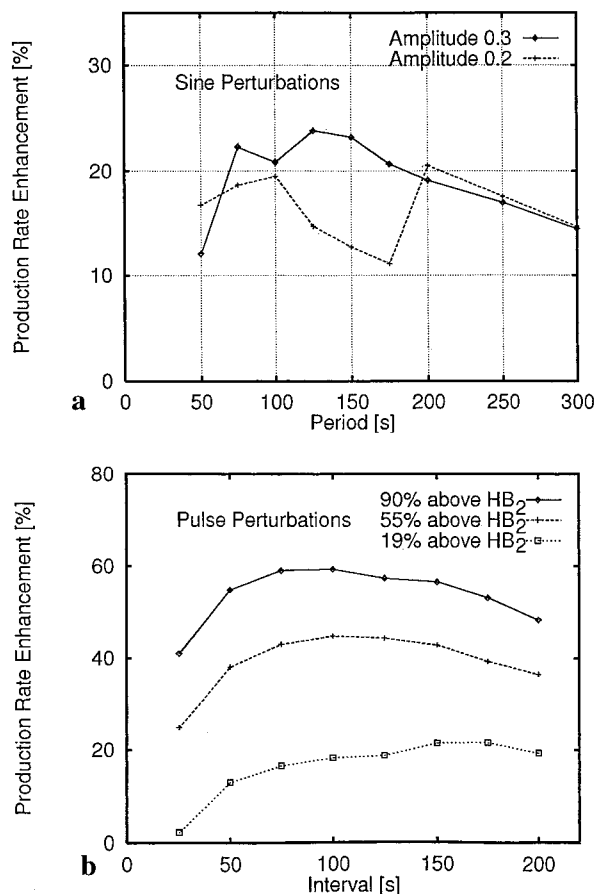 Production Rate Enhancement [%]
30
20
10
0
Amplitude 0.3
Amplitude 0.2
Sine Perturbations
a
0 50 100 150 200 250 300
Period [s]
Production Rate Enhancement [%]
80
60
40
20
0
90% above HB2
55% above HB2
19% above HB2
Pulse Perturbations
b
0 50 100 150 200
Interval [s]